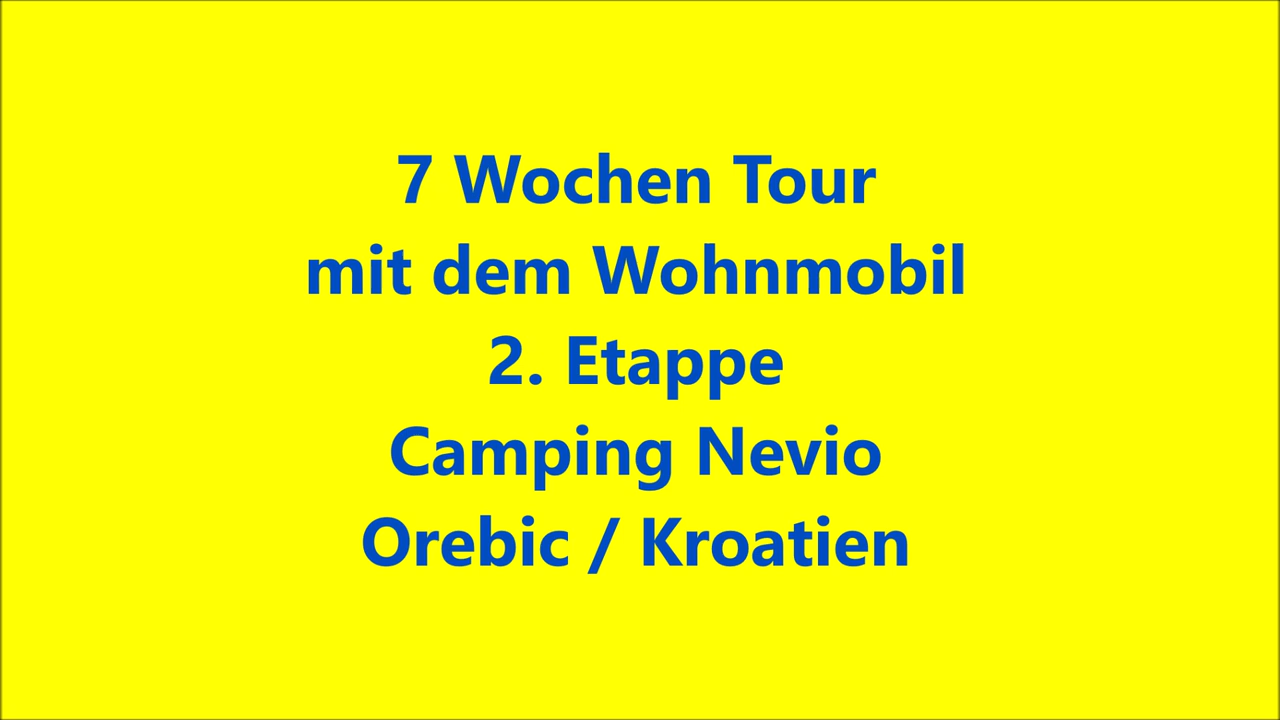 7 Wochen Tour
mit dem Wohnmobil
2. Etappe
Camping Nevio
Orebic / Kroatien